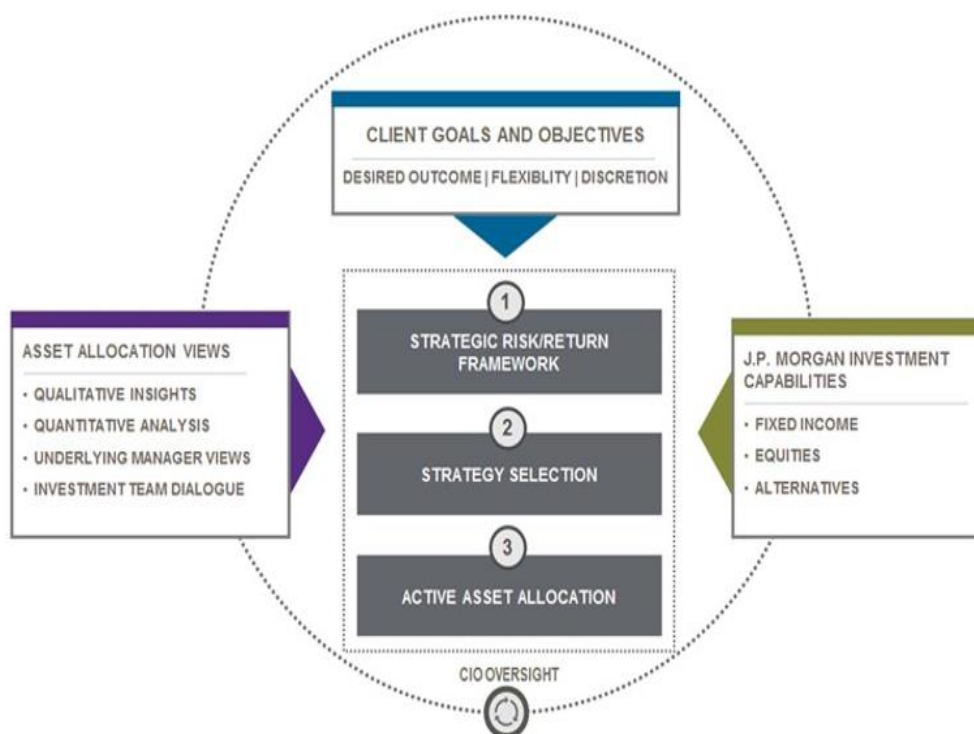 CLIENT GOALS AND OBJECTIVES
DESIRED OUTCOME | FLEXIBLITY | DISCRETION
ASSET ALLOCATION VIEWS
• QUALITATIVE INSIGHTS
• QUANTITATIVE ANALYSIS
• UNDERLYING MANAGER VIEWS
• INVESTMENT TEAM DIALOGUE
1
STRATEGIC RISK/RETURN
FRAMEWORK
2
STRATEGY SELECTION
3
ACTIVE ASSET ALLOCATION
J.P. MORGAN INVESTMENT
CAPABILITIES
• FIXED INCOME
• EQUITIES
• ALTERNATIVES
CIO OVERSIGHT